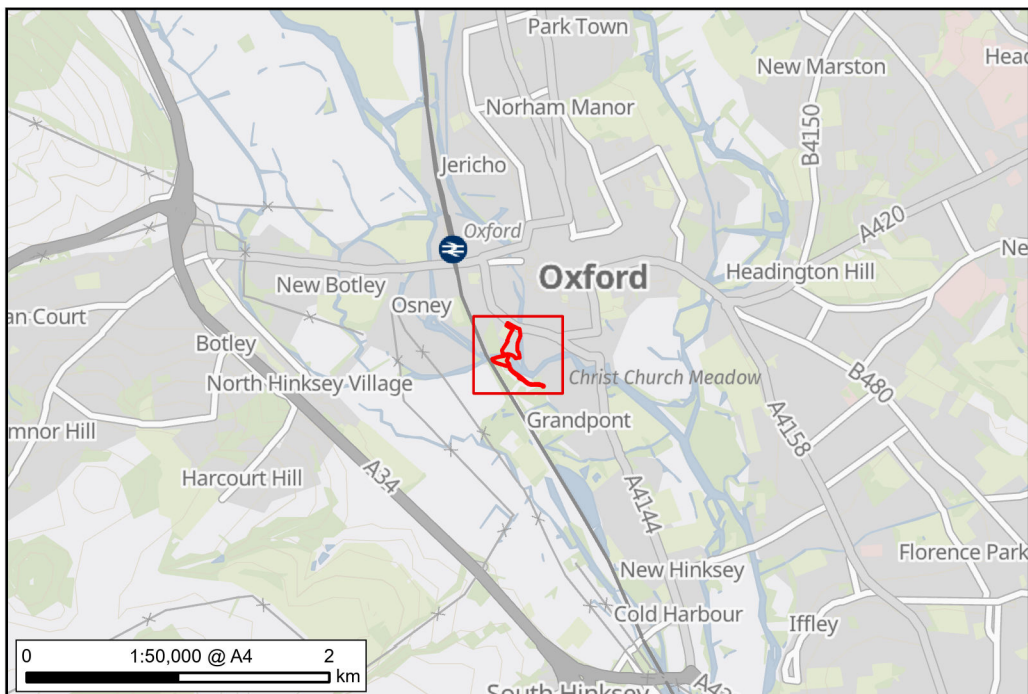 Park Town
New Marston
Head
Norham Manor
B4150
Jericho
A420
Oxford
Ne
Oxford
Headington Hill
New Botley
Osney
an Court
Botley
North Hinksey Village
Christ Church Meadow
B480
A4158
Grandpont
mnor Hill
Harcourt Hill
A34
A4144
Florence Park
New Hinksey
Cold Harbour
Iffley
0 1:50,000 @ A4 2
km
South Hinksey